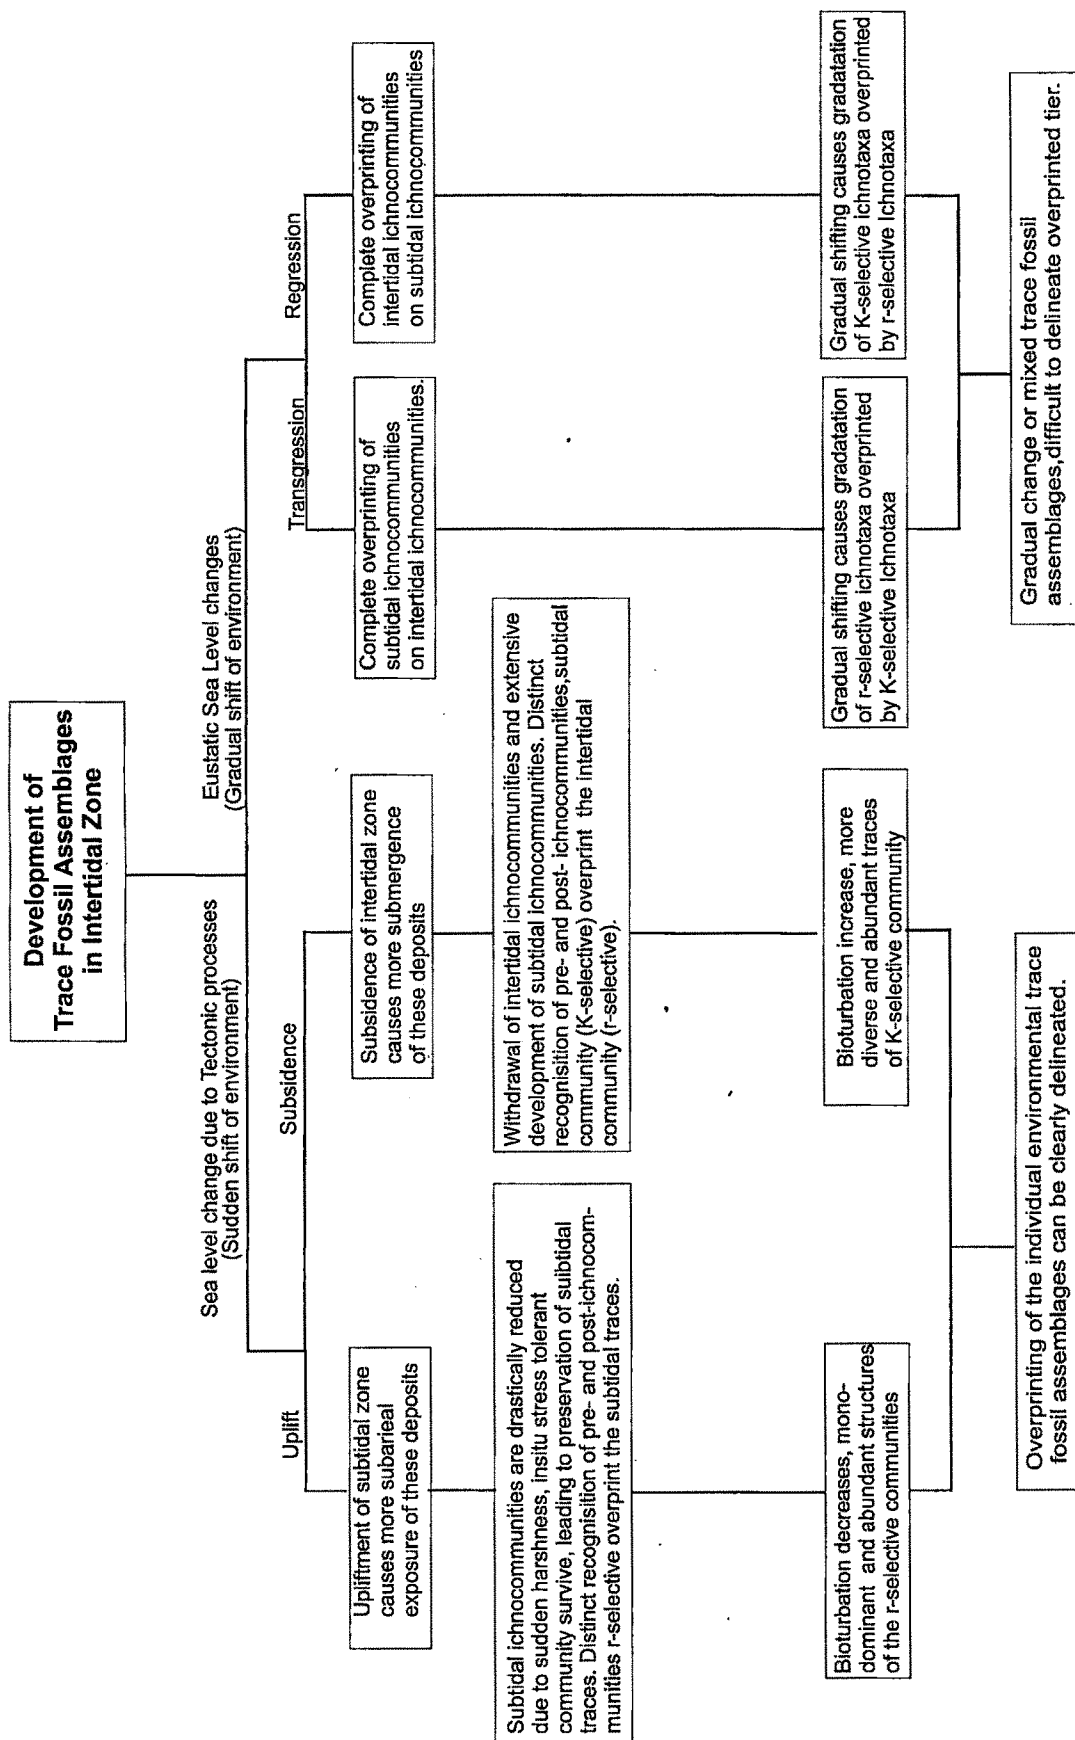 Development of
Trace Fossil Assemblages
in Intertidal Zone
Sea level change due to Tectonic processes
(Sudden shift of environment)
Eustatic Sea Level changes
(Gradual shift of environment)
Uplift
Subsidence
Transgression
Regression
Upliftment of subtidal zone
causes more subarieal
exposure of these deposits
Subsidence of intertidal zone
causes more submergence
of these deposits
Complete overprinting of
subtidal ichnocommunities
on intertidal ichnocommunities.
Complete overprinting of
intertidal ichnocommunities
on subtidal ichnocommunities
Subtidal ichnocommunities are drastically reduced
due to sudden harshness, insitu stress tolerant
community survive, leading to preservation of suibtidal
traces. Distinct recognisition of pre- and post-ichnocom-
munities r-selective overprint the subtidal traces.
Withdrawal of intertidal ichnocommunities and extensive
development of subtidal ichnocommunities. Distinct
recognisition of pre- and post- ichnocommunities,subtidal
community (K-selective) overprint the intertidal
community (r-selective).
Bioturbation decreases, mono-
dominant and abundant structures
of the r-selective communities
Bioturbation increase, more
diverse and abundant traces
of K-selective community
Gradual shifting causes gradatation
of r-selective ichnotaxa overprinted
by K-selective Ichnotaxa
Gradual shifting causes gradatation
of K-selective ichnotaxa overprinted
by r-selective Ichnotaxa
Overprinting of the individual environmental trace
fossil assemblages can be clearly delineated.
Gradual change or mixed trace fossil
assemblages,difficult to delineate overprinted tier.